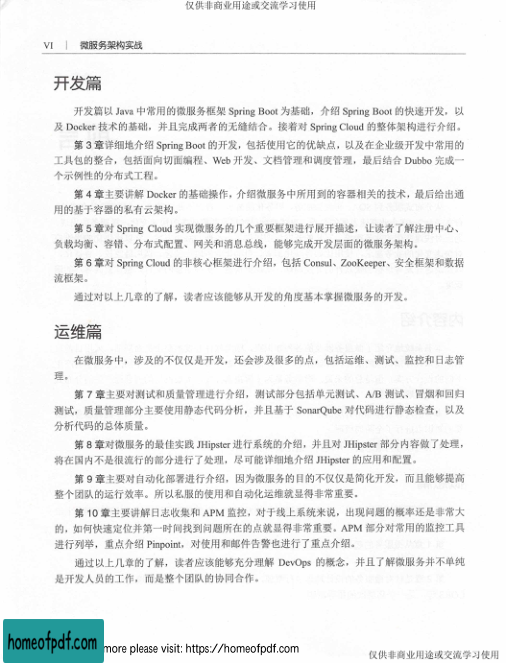 仅供非商业用途或交流学习使用
VI | 微服务架构实战
开发篇
开发篇以 Java 中常用的微服务框架 Spring Boot 为基础，介绍 Spring Boot 的快速开发，以
及 Docker 技术的基础，并且完成两者的无缝结合。接着对 Spring Cloud 的整体架构进行介绍。
第 3 章详细地介绍 Spring Boot 的开发，包括使用它的优缺点，以及在企业级开发中常用的
工具包的整合，包括面向切面编程、Web 开发、文档管理和调度管理，最后结合 Dubbo 完成一
个示例性的分布式工程。
第 4 章主要讲解 Docker 的基础操作，介绍微服务中所用到的容器相关的技术，最后给出通
用的基于容器的私有云架构。
第 5 章对 Spring Cloud 实现微服务的几个重要框架进行展开描述，让读者了解注册中心、
负载均衡、容错、分布式配置、网关和消息总线，能够完成开发层面的微服务架构。
第 6 章对 Spring Cloud 的非核心框架进行介绍，包括 Consul、ZooKeeper、安全框架和数据
流框架。
通过对以上几章的了解，读者应该能够从开发的角度基本掌握微服务的开发。
运维篇
在微服务中，涉及的不仅仅是开发，还会涉及很多的点，包括运维、测试、监控和日志管
理。
第 7 章主要对测试和质量管理进行介绍，测试部分包括单元测试、A/B 测试、冒烟和回归
测试，质量管理部分主要使用静态代码分析，并且基于 SonarQube 对代码进行静态检查，以及
分析代码的总体质量。
第 8 章对微服务的最佳实践 JHipster 进行系统的介绍，并且对 JHipster 部分内容做了处理，
将在国内不是很流行的部分进行了处理，尽可能详细地介绍 JHipster 的应用和配置。
第 9 章主要对自动化部署进行介绍，因为微服务的目的不仅仅是简化开发，而且能够提高
整个团队的运行效率。所以私服的使用和自动化运维就显得非常重要。
第 10 章主要讲解日志收集和 APM 监控，对于线上系统来说，出现问题的概率还是非常大
的，如何快速定位并第一时间找到问题所在的点就显得非常重要。APM 部分对常用的监控工具
进行列举，重点介绍 Pinpoint，对使用和邮件告警也进行了重点介绍。
通过以上几章的了解，读者应该能够充分理解 DevOps 的概念，并且了解微服务并不单纯
是开发人员的工作，而是整个团队的协同合作。
homeofpdf.com
more please visit: https://homeofpdf.com
仅供非商业用途或交流学习使用